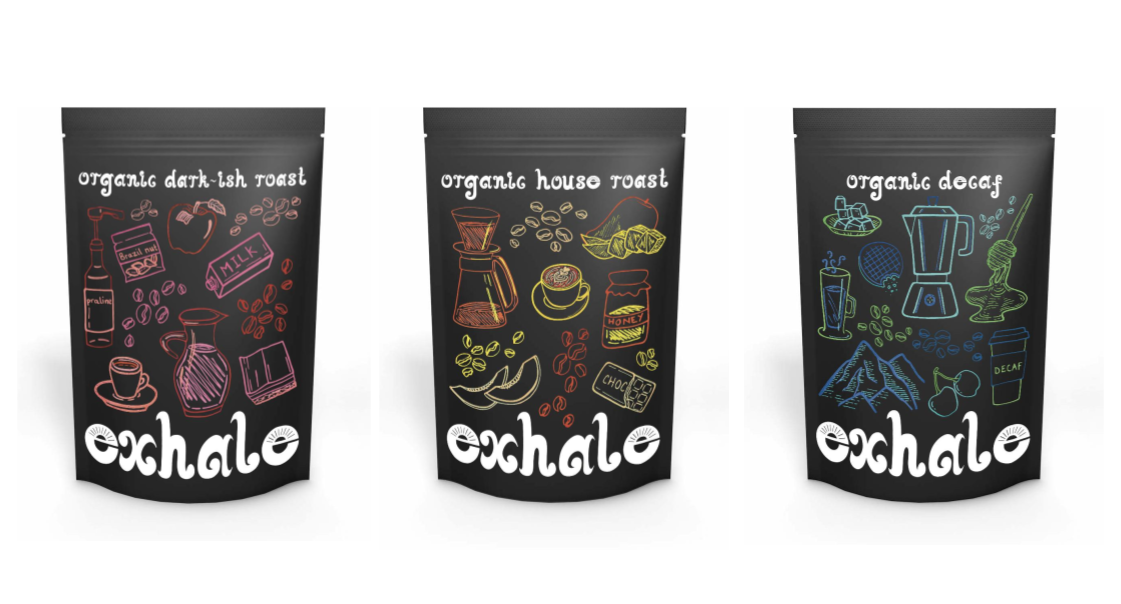 organic dark-ish roast
Brazil nut
MILK
praline
exhale
organic house roast
HONEY
CHOC
exhale
organic decaf
DECAF
exhale